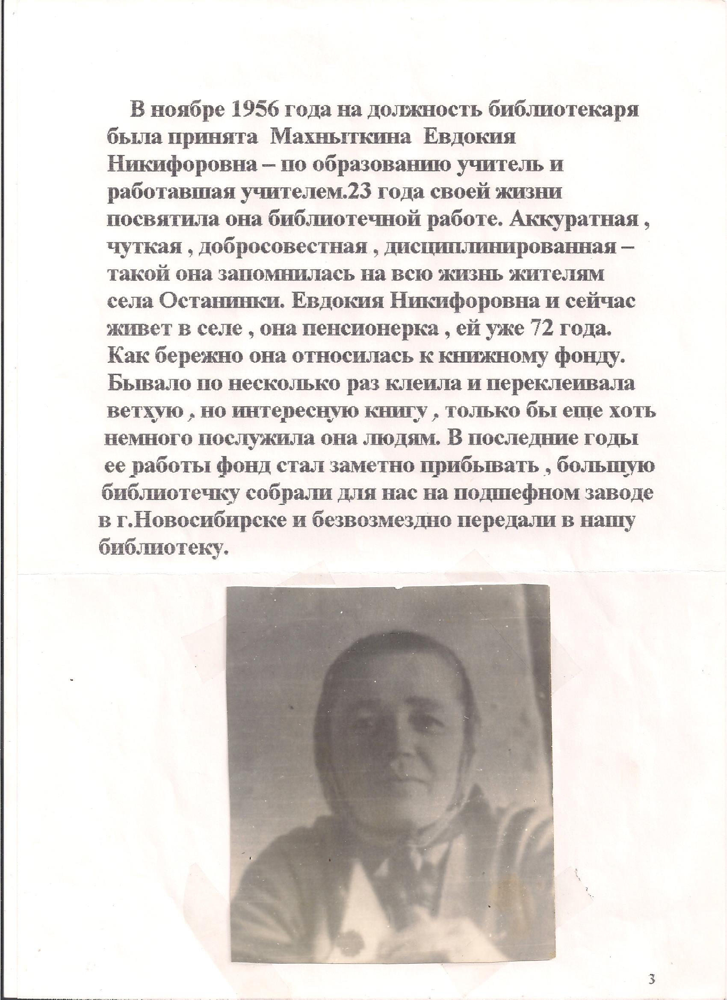 В ноябре 1956 года на должность библиотекаря
была принята Махныткина Евдокия
Никифоровна – по образованию учитель и
работавшая учителем.23 года своей жизни
посвятила она библиотечной работе. Аккуратная ,
чуткая , добросовестная , дисциплинированная –
такой она запомнилась на всю жизнь жителям
села Останинки. Евдокия Никифоровна и сейчас
живет в селе , она пенсионерка , ей уже 72 года.
Как бережно она относилась к книжному фонду.
Бывало по несколько раз клеила и переклеивала
ветхую , но интересную книгу , только бы еще хоть
немного послужила она людям. В последние годы
ее работы фонд стал заметно прибывать , большую
библиотечку собрали для нас на подшефном заводе
в г.Новосибирске и безвозмездно передали в нашу
библиотеку.
3